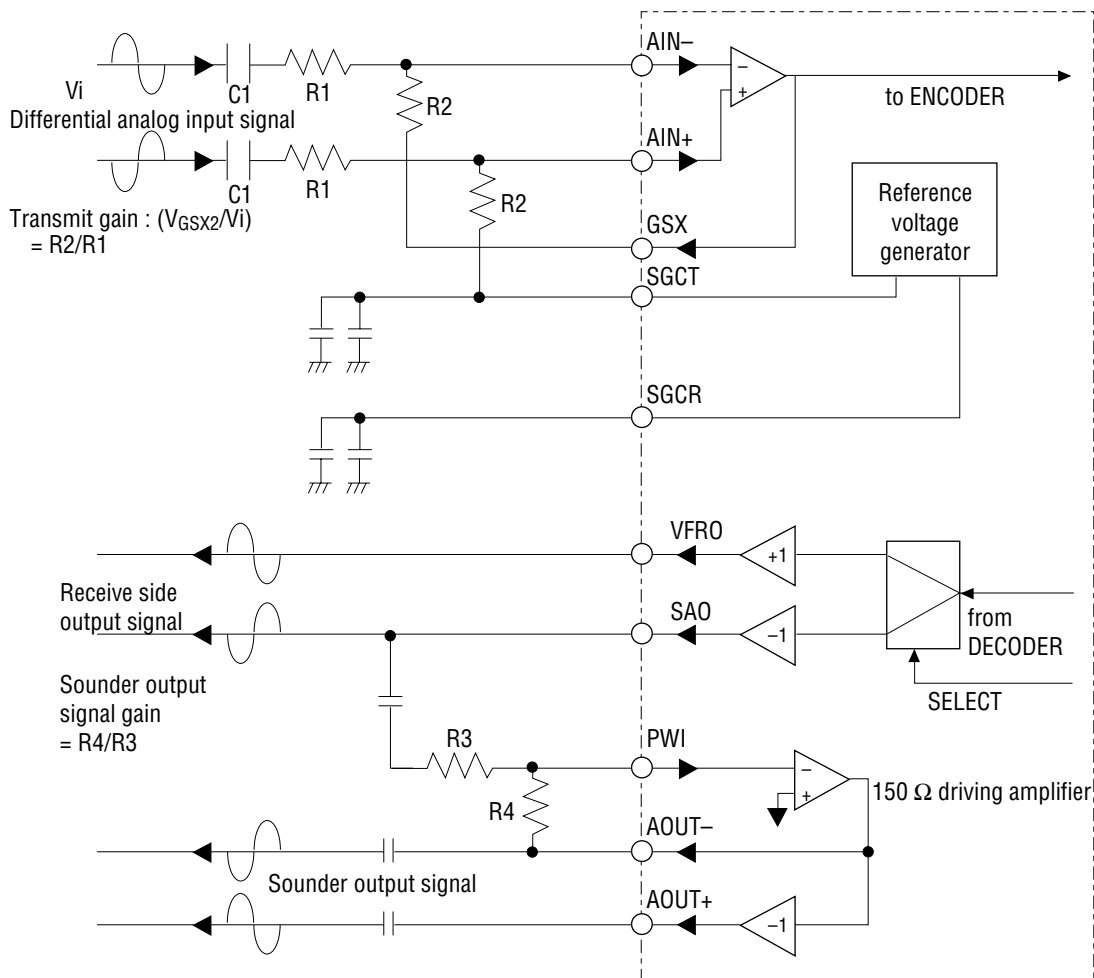 AIN–
–
+
Vi
C1
R1
R2
to ENCODER
Differential analog input signal
AIN+
C1
R1
R2
Transmit gain : (VGSX2/Vi)
= R2/R1
GSX
Reference
voltage
generator
SGCT
SGCR
VFRO
+1
Receive side
output signal
SAO
–1
from
DECODER
SELECT
Sounder output
signal gain
= R4/R3
R3
PWI
–
+
150 Ω driving amplifier
R4
AOUT–
Sounder output signal
AOUT+
–1